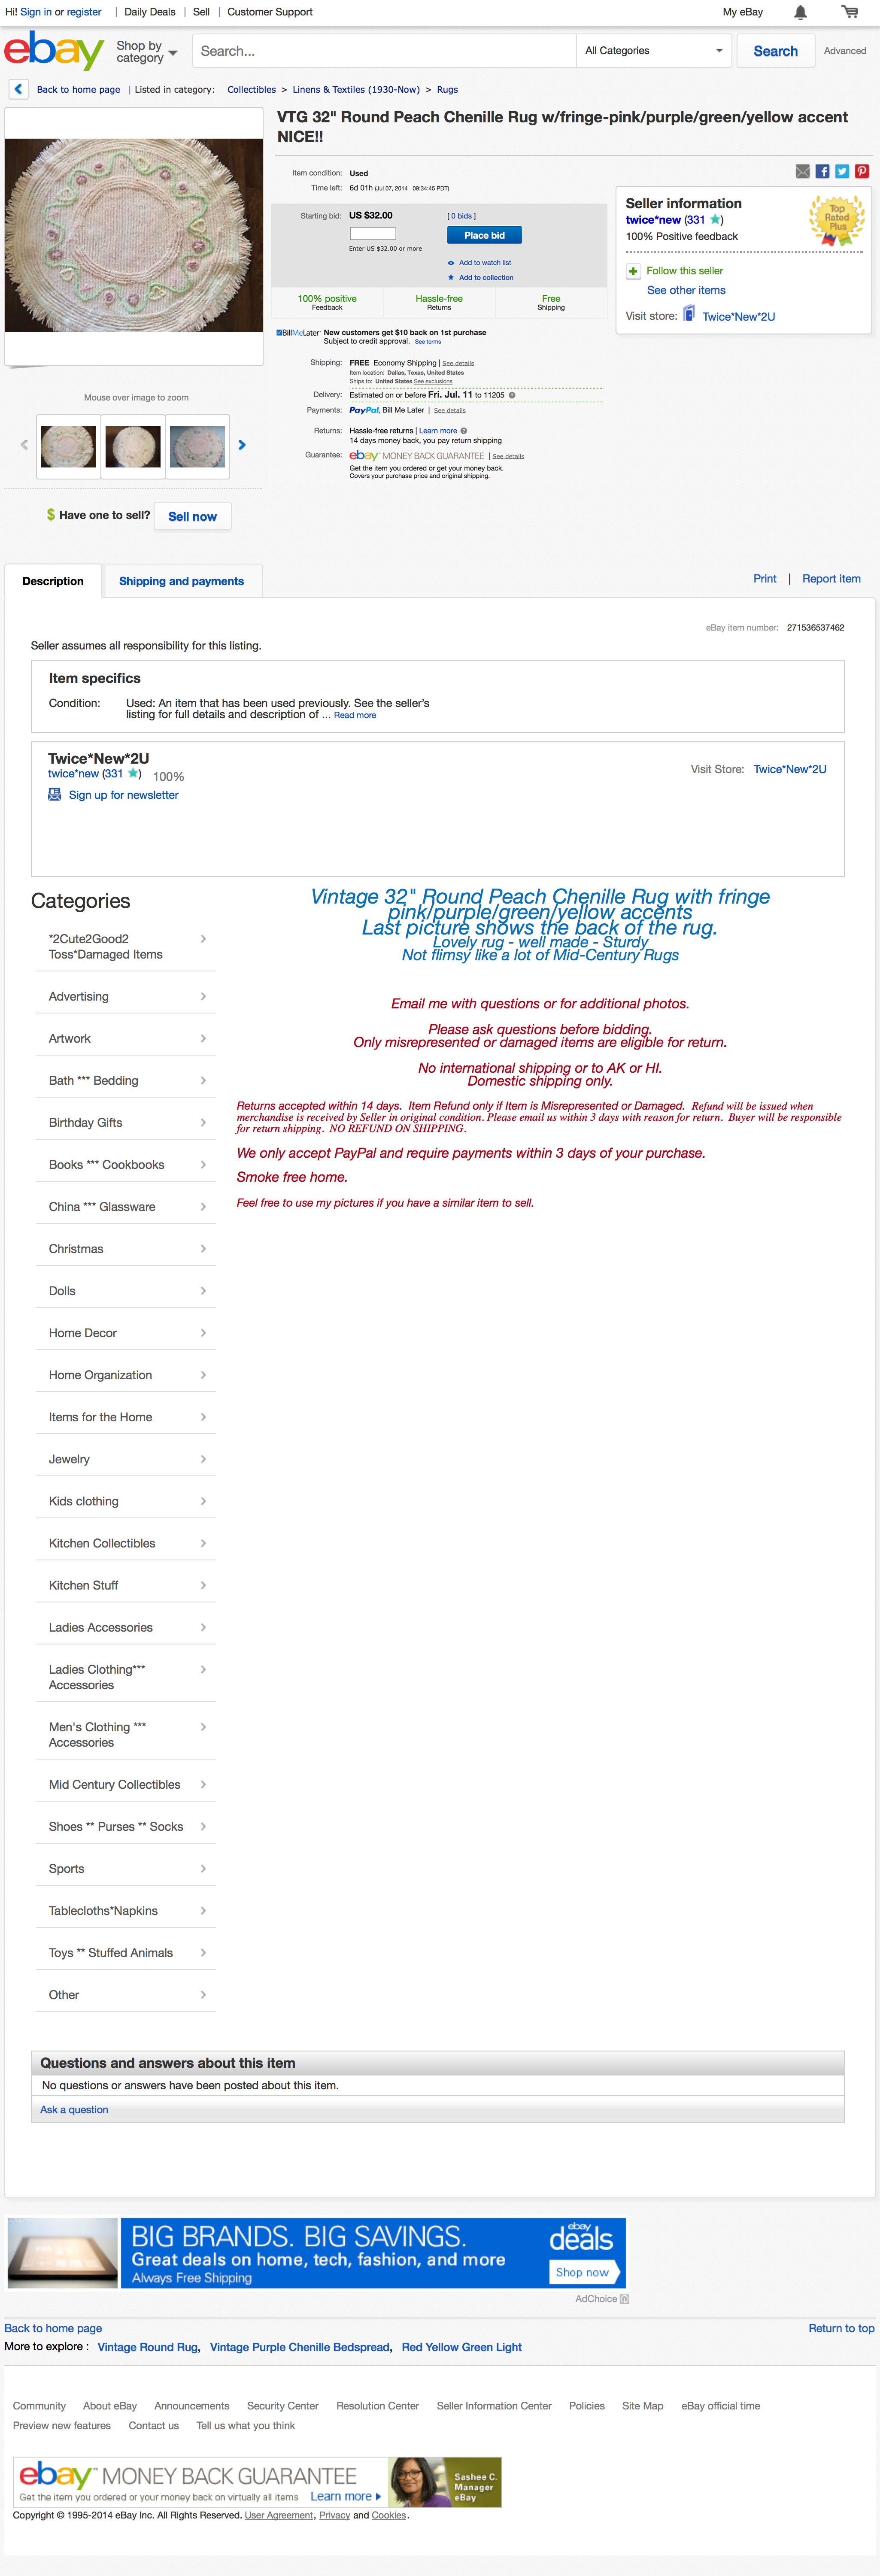 Hi! Sign in or register | Daily Deals | Sell | Customer Support My eBay
ebay Shop by category Search... All Categories Search Advanced
Back to home page | Listed in category: Collectibles > Linens & Textiles (1930-Now) > Rugs
VTG 32" Round Peach Chenille Rug w/fringe-pink/purple/green/yellow accent
NICE!!
Item condition: Used
Time left: 6d 01h (Jul 07, 2014 09:34:45 PDT)
Starting bid: US $32.00 [ 0 bids ]
Place bid
Enter US $32.00 or more
Add to watch list
Add to collection
100% positive Feedback
Hassle-free Returns
Free Shipping
Seller information
twice*new (331)
100% Positive feedback
Top Rated Plus
Follow this seller
See other items
Visit store: Twice*New*2U
BillMeLater New customers get $10 back on 1st purchase
Subject to credit approval. See terms
Shipping: FREE Economy Shipping | See details
Item location: Dallas, Texas, United States
Ships to: United States See exclusions
Delivery: Estimated on or before Fri. Jul. 11 to 11205
Payments: PayPal, Bill Me Later | See details
Returns: Hassle-free returns | Learn more
14 days money back, you pay return shipping
Guarantee: ebay MONEY BACK GUARANTEE | See details
Get the item you ordered or get your money back.
Covers your purchase price and original shipping.
Mouse over image to zoom
$ Have one to sell? Sell now
Description Shipping and payments Print | Report item
eBay item number: 271536537462
Seller assumes all responsibility for this listing.
Item specifics
Condition: Used: An item that has been used previously. See the seller's
listing for full details and description of ... Read more
Twice*New*2U
twice*new (331) 100%
Visit Store: Twice*New*2U
Sign up for newsletter
Categories
*2Cute2Good2
Toss*Damaged Items
Advertising
Artwork
Bath *** Bedding
Birthday Gifts
Books *** Cookbooks
China *** Glassware
Christmas
Dolls
Home Decor
Home Organization
Items for the Home
Jewelry
Kids clothing
Kitchen Collectibles
Kitchen Stuff
Ladies Accessories
Ladies Clothing***
Accessories
Men's Clothing ***
Accessories
Mid Century Collectibles
Shoes ** Purses ** Socks
Sports
Tablecloths*Napkins
Toys ** Stuffed Animals
Other
Vintage 32" Round Peach Chenille Rug with fringe
pink/purple/green/yellow accents
Last picture shows the back of the rug.
Lovely rug - well made - Sturdy
Not flimsy like a lot of Mid-Century Rugs
Email me with questions or for additional photos.
Please ask questions before bidding.
Only misrepresented or damaged items are eligible for return.
No international shipping or to AK or HI.
Domestic shipping only.
Returns accepted within 14 days. Item Refund only if Item is Misrepresented or Damaged. Refund will be issued when
merchandise is received by Seller in original condition. Please email us within 3 days with reason for return. Buyer will be responsible
for return shipping. NO REFUND ON SHIPPING.
We only accept PayPal and require payments within 3 days of your purchase.
Smoke free home.
Feel free to use my pictures if you have a similar item to sell.
Questions and answers about this item
No questions or answers have been posted about this item.
Ask a question
BIG BRANDS. BIG SAVINGS.
Great deals on home, tech, fashion, and more
Always Free Shipping
ebay deals
Shop now
AdChoice
Back to home page Return to top
More to explore : Vintage Round Rug, Vintage Purple Chenille Bedspread, Red Yellow Green Light
Community About eBay Announcements Security Center Resolution Center Seller Information Center Policies Site Map eBay official time
Preview new features Contact us Tell us what you think
ebay MONEY BACK GUARANTEE
Get the item you ordered or your money back on virtually all items Learn more
Sashee C.
Manager
eBay
Copyright © 1995-2014 eBay Inc. All Rights Reserved. User Agreement, Privacy and Cookies.